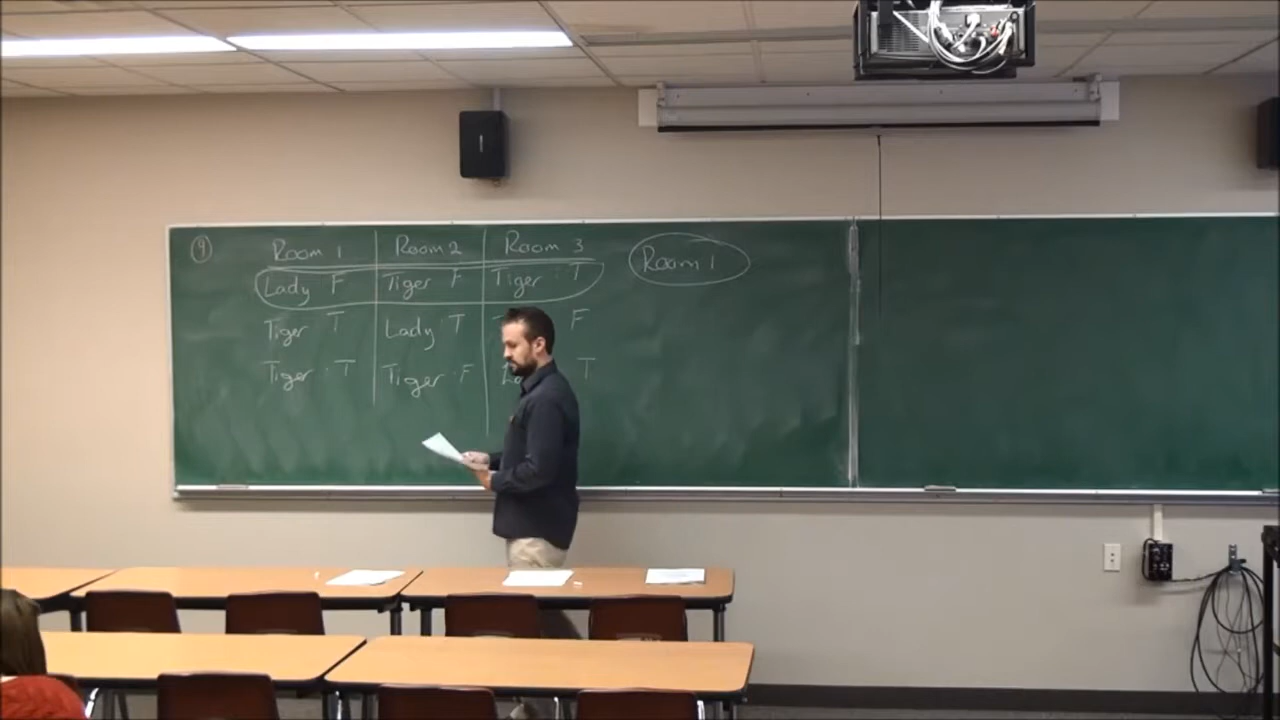 9 Room 1 Room 2 Room 3 Room 1
Lady F Tiger F Tiger : T
Tiger T Lady T F
Tiger : T Tiger : F T